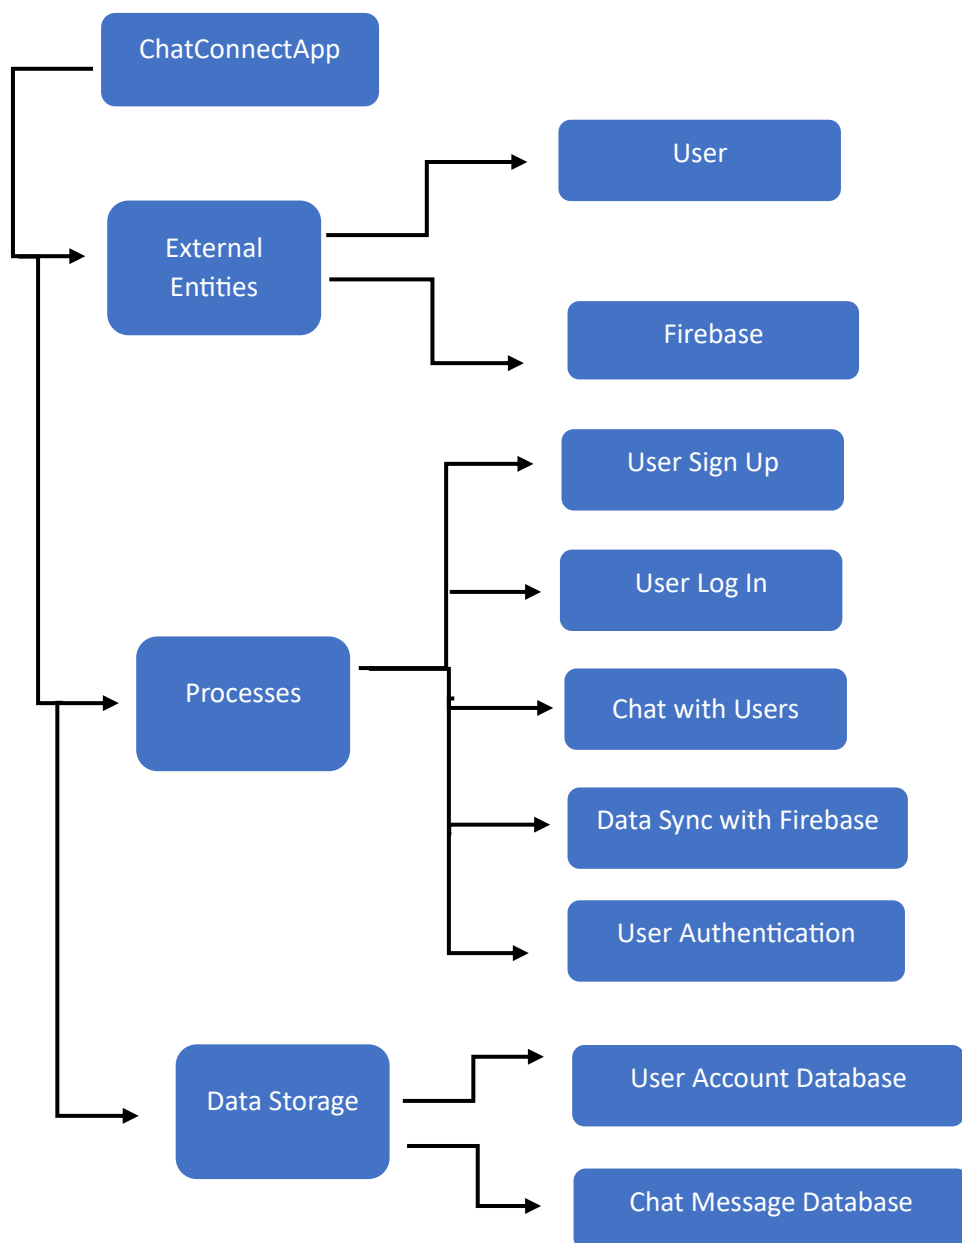 ChatConnectApp
User
External
Entities
Firebase
User Sign Up
User Log In
Processes
Chat with Users
Data Sync with Firebase
User Authentication
Data Storage
User Account Database
Chat Message Database